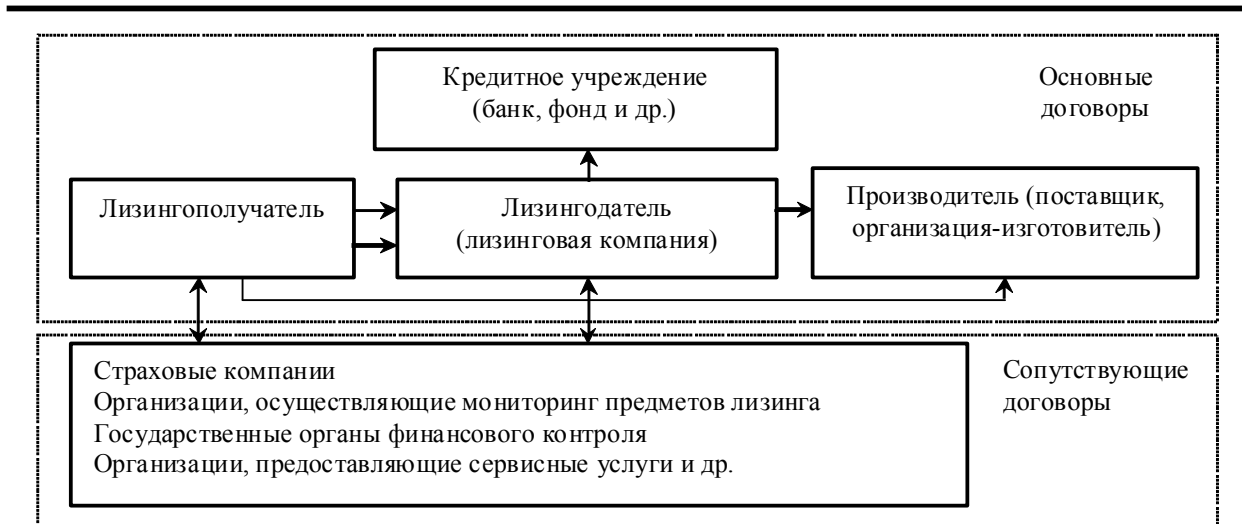 Кредитное учреждение
(банк, фонд и др.)
Основные
договоры
Лизингополучатель
Лизингодатель
(лизинговая компания)
Производитель (поставщик,
организация-изготовитель)
Страховые компании
Организации, осуществляющие мониторинг предметов лизинга
Государственные органы финансового контроля
Организации, предоставляющие сервисные услуги и др.
Сопутствующие
договоры